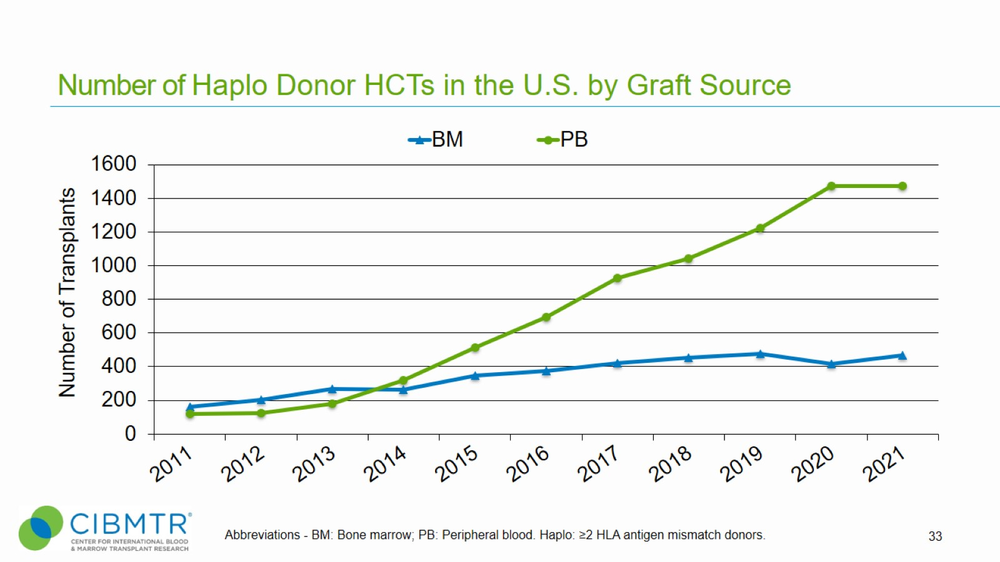 Number of Haplo Donor HCTs in the U.S. by Graft Source
BM
PB
Number of Transplants
1600
1400
1200
1000
800
600
400
200
0
2011
2012
2013
2014
2015
2016
2017
2018
2019
2020
2021
CIBMTR®
CENTER FOR INTERNATIONAL BLOOD
& MARROW TRANSPLANT RESEARCH
Abbreviations - BM: Bone marrow; PB: Peripheral blood. Haplo: ≥2 HLA antigen mismatch donors.
33